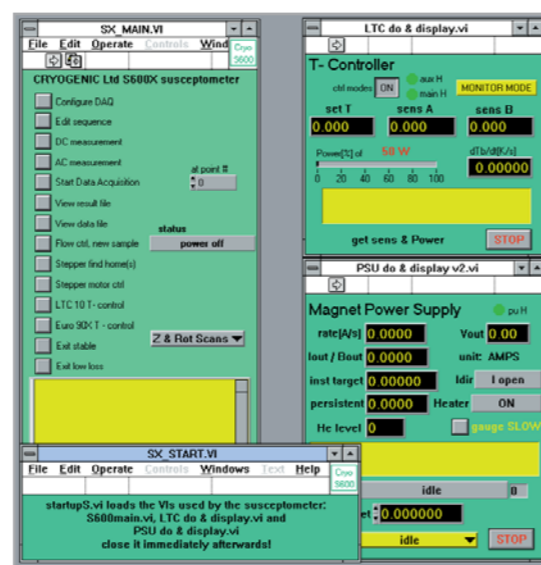 SX_MAIN.VI
File Edit Operate Controls Wind
Cryo
S600
CRYOGENIC Ltd S600X susceptometer
Configure DAQ
Edit sequence
DC measurement
AC measurement
at point #
Start Data Acquisition
0
View result file
View data file
status
Flow ctrl, new sample
power off
Stepper find home(s)
Stepper motor ctrl
LTC 10 T- control
Euro 90X T - control
Z & Rot Scans
Exit stable
Exit low loss
LTC do & display.vi
T- Controller
ctrl modes ON aux H
main H
MONITOR MODE
set T sens A sens B
0.000 0.000 0.000
Power[%] of 50 W dTb/dt[K/s]
0.00000
0 20 40 60 80 100
get sens & Power STOP
PSU do & display v2.vi
Magnet Power Supply pu H
rate[A/s] 0.0000 Vout 0.00
Iout / Bout 0.0000 unit: AMPS
inst target 0.00000 Idir I open
persistent 0.0000 Heater ON
He level 0 gauge SLOW
idle 0
et 0.000000
idle STOP
SX_START.VI
File Edit Operate Controls Windows Text Help
Cryo
S600
startupS.vi loads the VIs used by the susceptometer:
S600main.vi, LTC do & display.vi and
PSU do & display.vi
close it immediately afterwards!